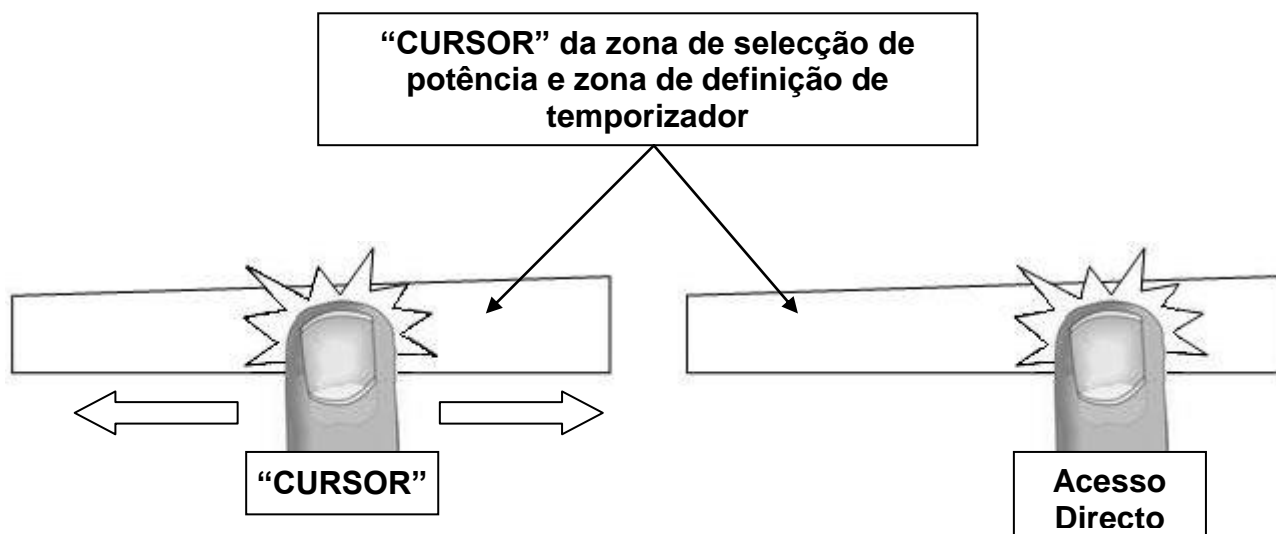 “CURSOR” da zona de selecção de
potência e zona de definição de
temporizador
“CURSOR”
Acesso
Directo